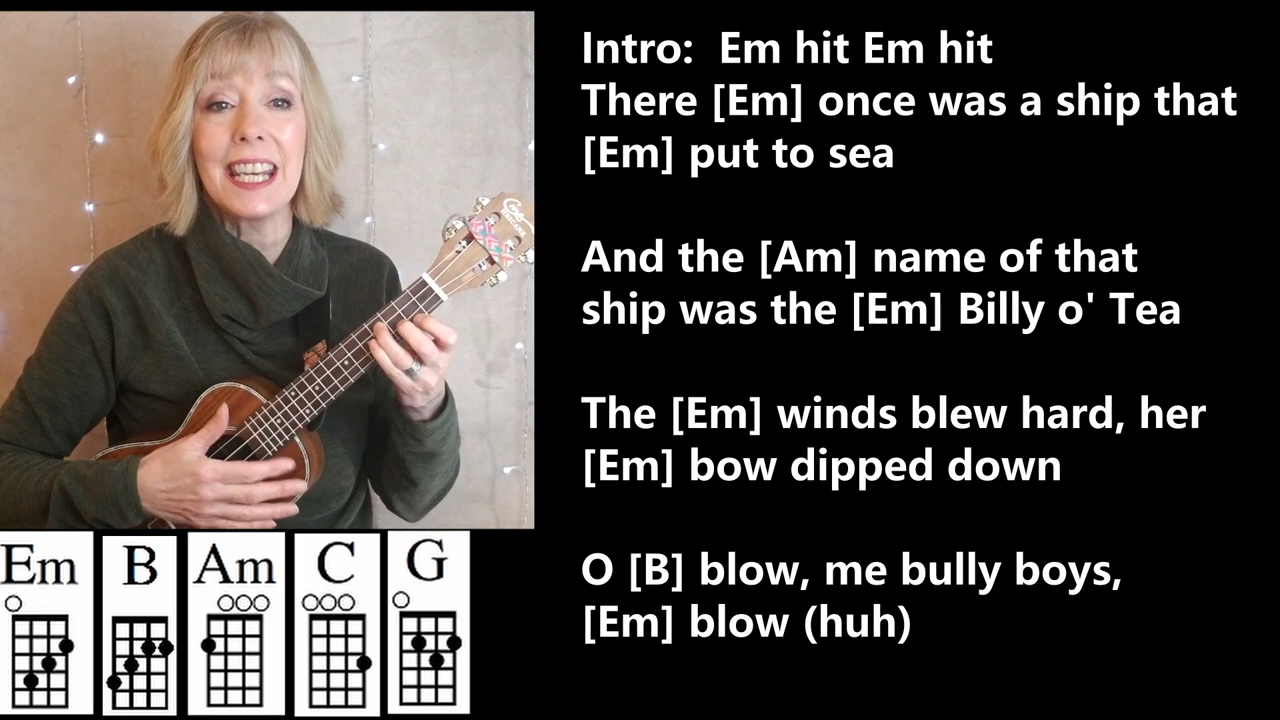 Intro:  Em hit Em hit
There [Em] once was a ship that
[Em] put to sea
And the [Am] name of that
ship was the [Em] Billy o' Tea
The [Em] winds blew hard, her
[Em] bow dipped down
O [B] blow, me bully boys,
[Em] blow (huh)
Em B Am C G